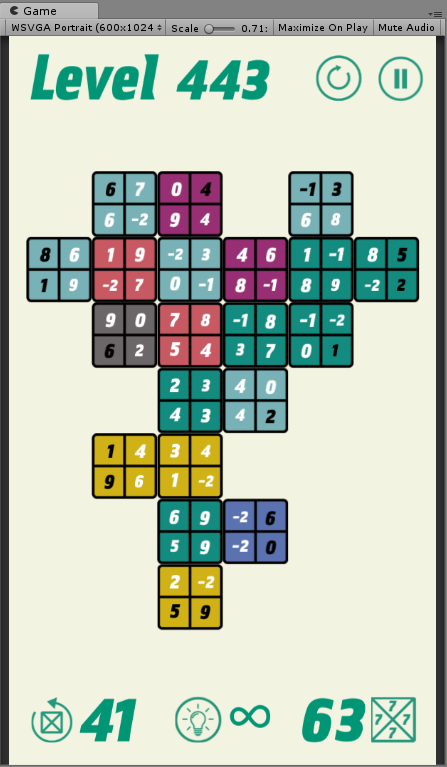 Game
WSVGA Portrait (600x1024 Scale 0.71: Maximize On Play Mute Audio
Level 443
6 7 0 4 -1 3
6 -2 9 4 6 8
8 6 1 9 -2 3 4 6 1 -1 8 5
1 9 -2 7 0 -1 8 -1 8 9 -2 2
9 0 7 8 -1 8 -1 -2
6 2 5 4 3 7 0 1
2 3 4 0
4 3 4 2
1 4 3 4
9 6 1 -2
6 9 -2 6
5 9 -2 0
2 -2
5 9
41 ∞ 63 7 7 7 7